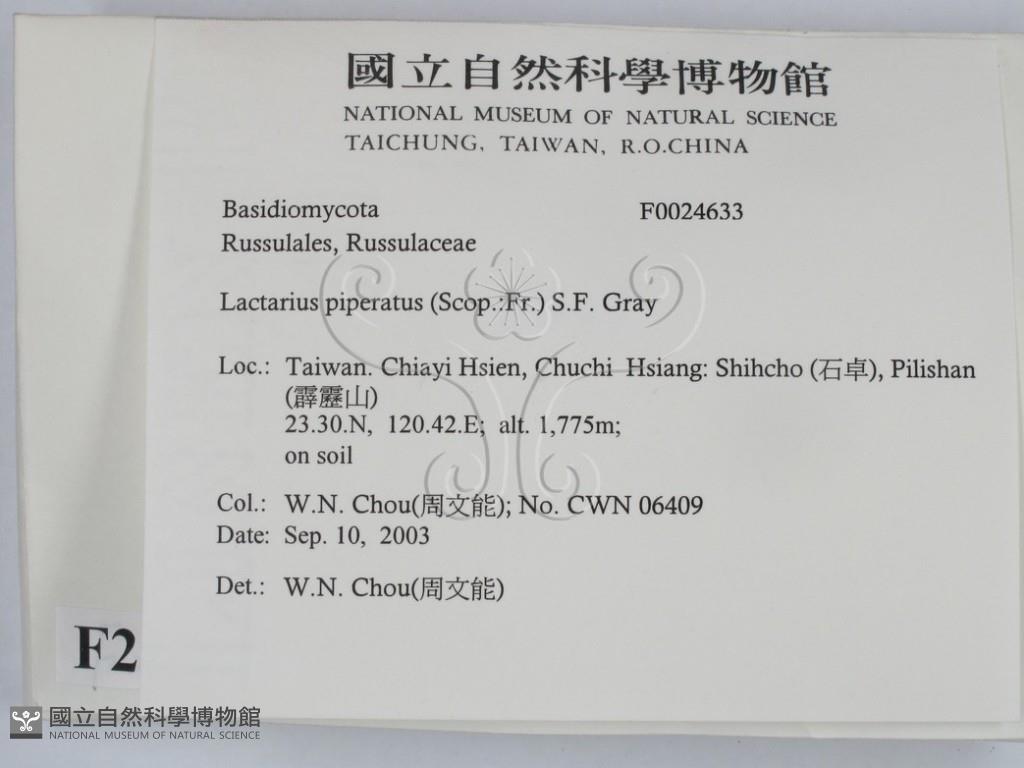 國立自然科學博物館
NATIONAL MUSEUM OF NATURAL SCIENCE
TAICHUNG, TAIWAN, R.O.CHINA
Basidiomycota F0024633
Russulales, Russulaceae
Lactarius piperatus (Scop.:Fr.) S.F. Gray
Loc.: Taiwan. Chiayi Hsien, Chuchi Hsiang: Shihcho (石卓), Pilishan
(霹靂山)
23.30.N, 120.42.E; alt. 1,775m;
on soil
Col.: W.N. Chou(周文能); No. CWN 06409
Date: Sep. 10, 2003
Det.: W.N. Chou(周文能)
F2
國立自然科學博物館
NATIONAL MUSEUM OF NATURAL SCIENCE